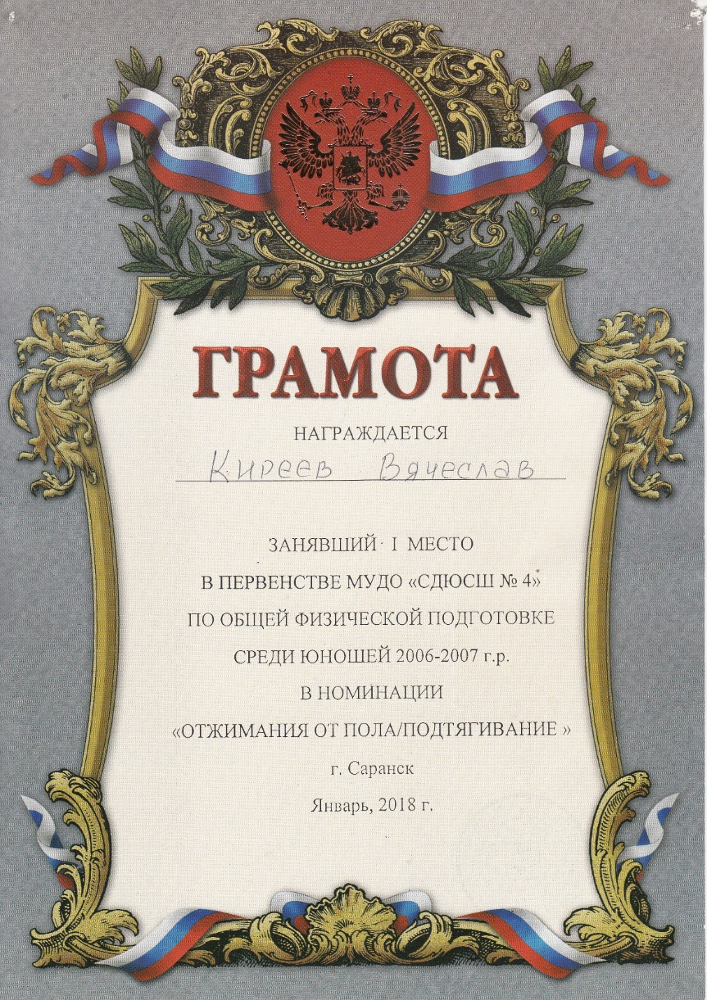 ГРАМОТА
НАГРАЖДАЕТСЯ
Киреев Вячеслав
ЗАНЯВШИЙ I МЕСТО
В ПЕРВЕНСТВЕ МУДО «СДЮСШ № 4»
ПО ОБЩЕЙ ФИЗИЧЕСКОЙ ПОДГОТОВКЕ
СРЕДИ ЮНОШЕЙ 2006-2007 г.р.
В НОМИНАЦИИ
«ОТЖИМАНИЯ ОТ ПОЛА/ПОДТЯГИВАНИЕ »
г. Саранск
Январь, 2018 г.